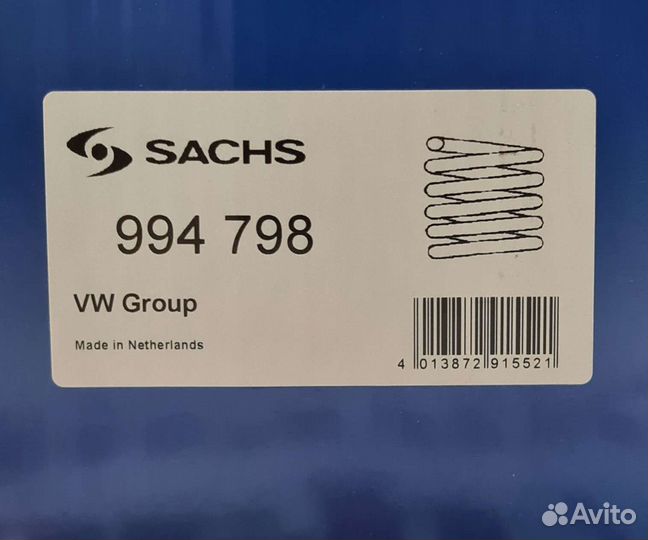 SACHS
994 798
VW Group
Made in Netherlands
4 013872 915521
Avito